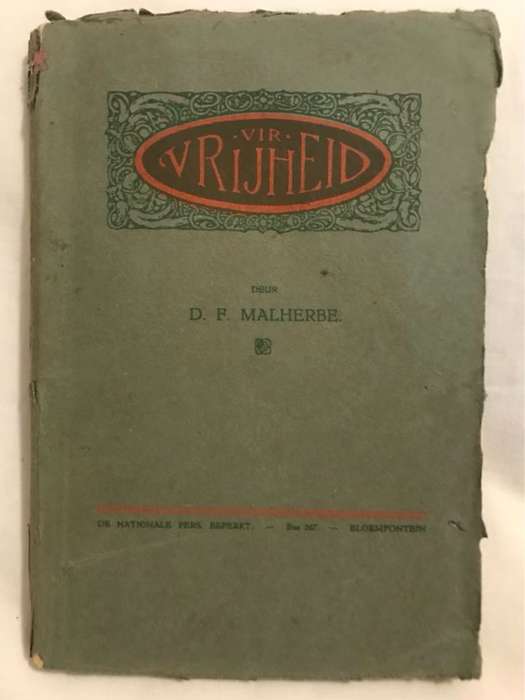 · VIR ·
VRIJHEID
DEUR
D. F. MALHERBE.
DE NATIONALE PERS, BEPERKT. — Bus 267. — BLOEMFONTEIN